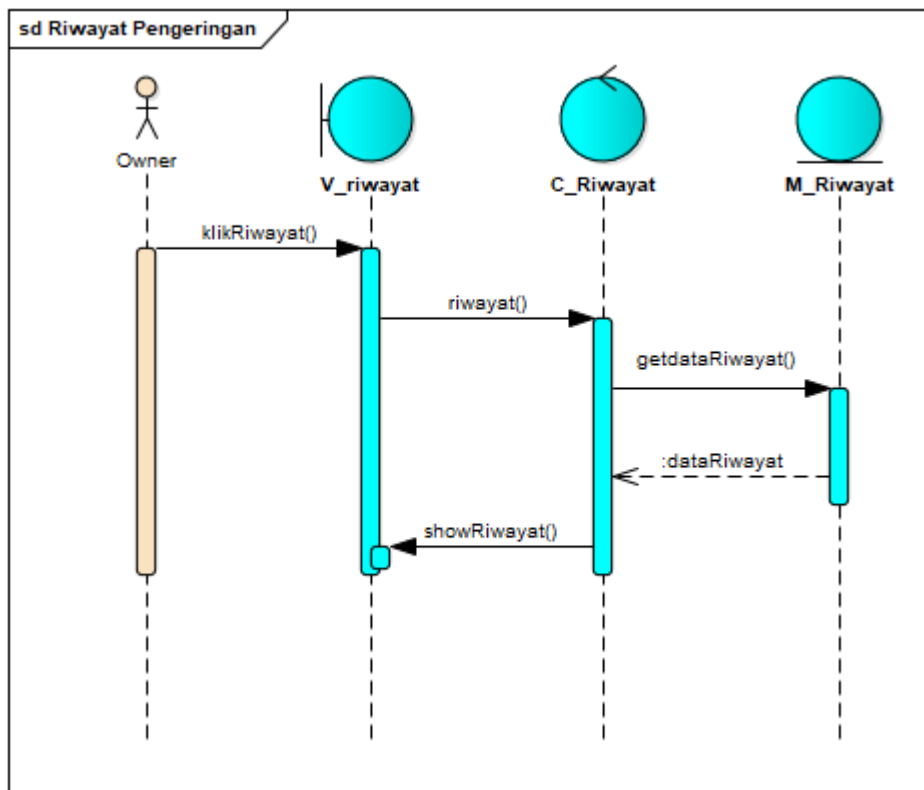 sd Riwayat Pengeringan
Owner
V_riwayat
C_Riwayat
M_Riwayat
klikRiwayat()
riwayat()
getdataRiwayat()
:dataRiwayat
showRiwayat()